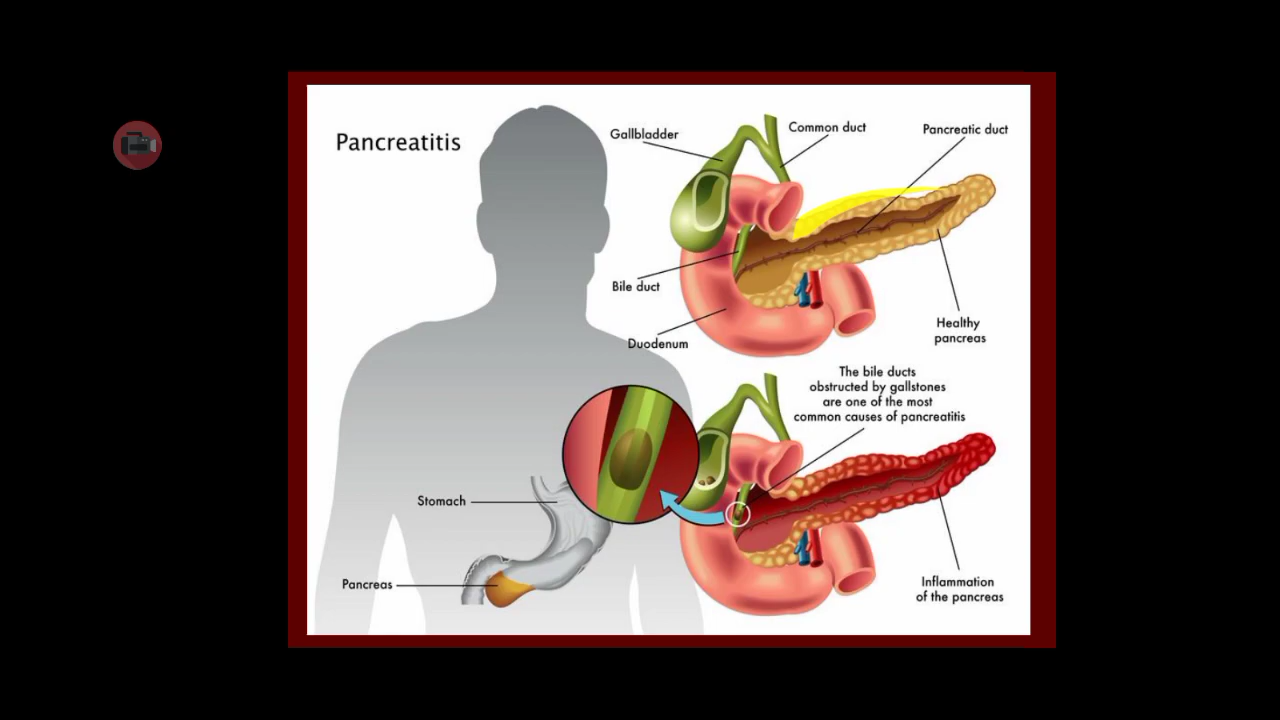 Pancreatitis
Gallbladder
Common duct
Pancreatic duct
Bile duct
Duodenum
Healthy
pancreas
The bile ducts
obstructed by gallstones
are one of the most
common causes of pancreatitis
Stomach
Pancreas
Inflammation
of the pancreas